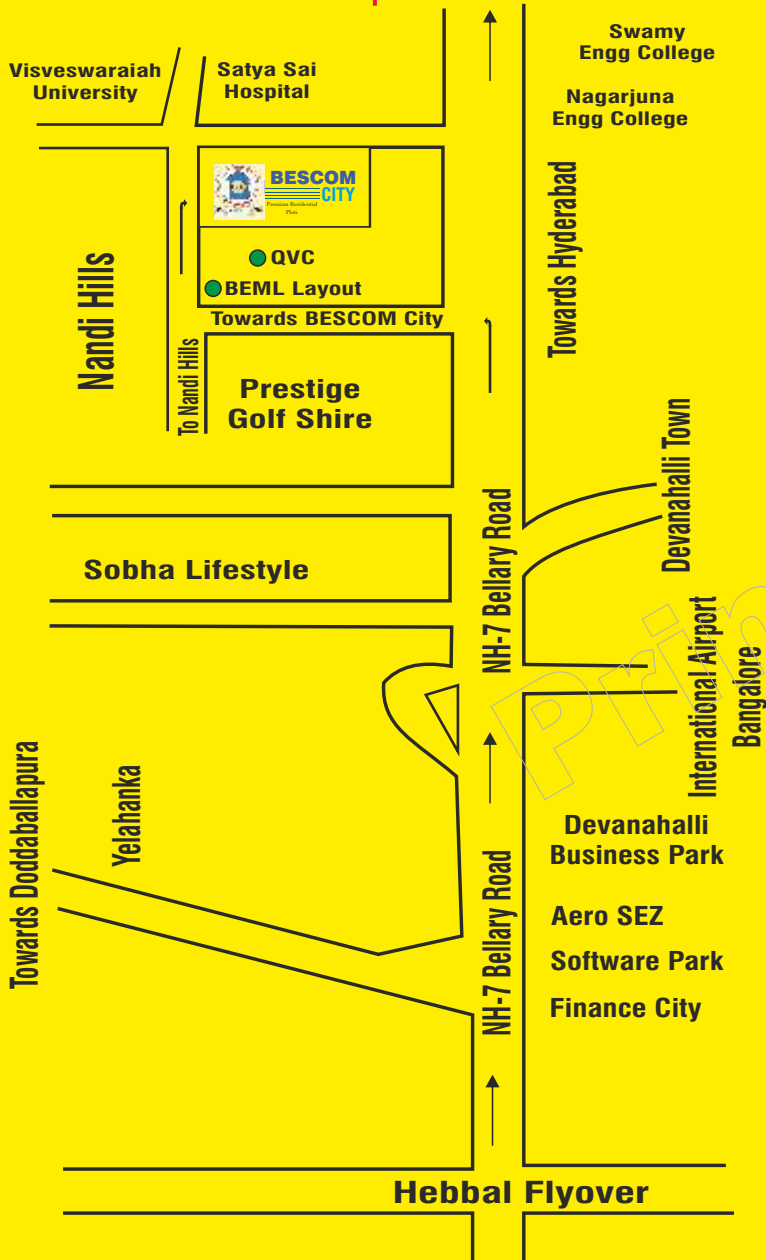 Swamy
Engg College
Visveswaraiah
University
Satya Sai
Hospital
Nagarjuna
Engg College
BESCOM
CITY
Premium Residential
Plots
QVC
BEML Layout
Towards BESCOM City
Nandi Hills
To Nandi Hills
Towards Hyderabad
Prestige
Golf Shire
Devanahalli Town
NH-7 Bellary Road
Sobha Lifestyle
International Airport
Bangalore
Towards Doddaballapura
Yelahanka
Devanahalli
Business Park
NH-7 Bellary Road
Aero SEZ
Software Park
Finance City
Hebbal Flyover